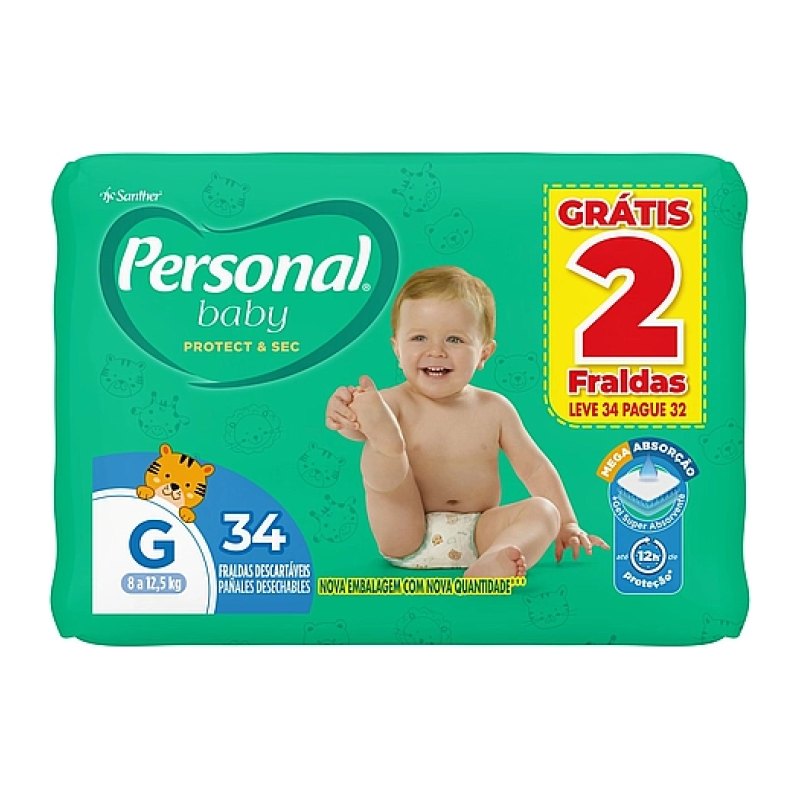 Santher
Personal
baby
PROTECT & SEC
GRÁTIS
2
Fraldas
LEVE 34 PAGUE 32
MEGA ABSORÇÃO
Gel Super Absorvente
até 12h de
proteção*
G
8 a 12,5 kg
34
FRALDAS DESCARTÁVEIS
PAÑALES DESECHABLES
NOVA EMBALAGEM COM NOVA QUANTIDADE***